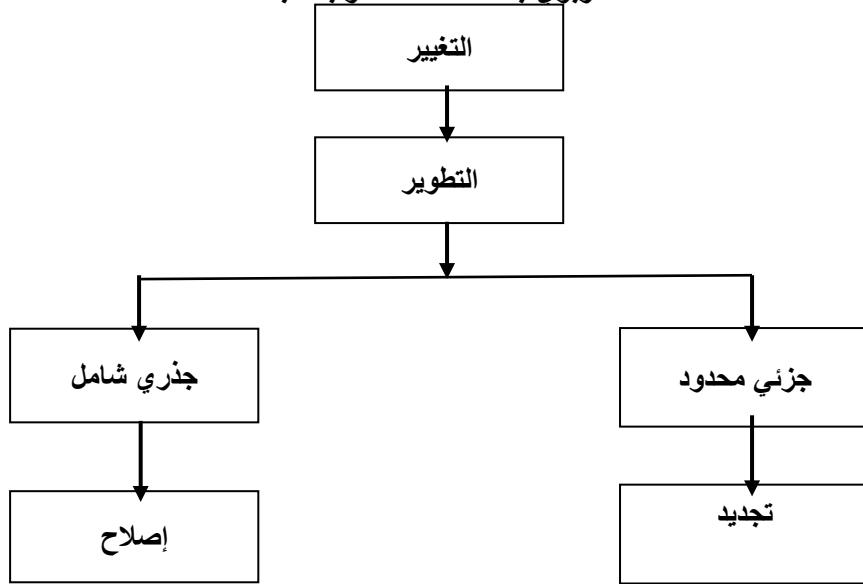 التغيير
التطوير
جزئي محدود
جذري شامل
تجديد
إصلاح